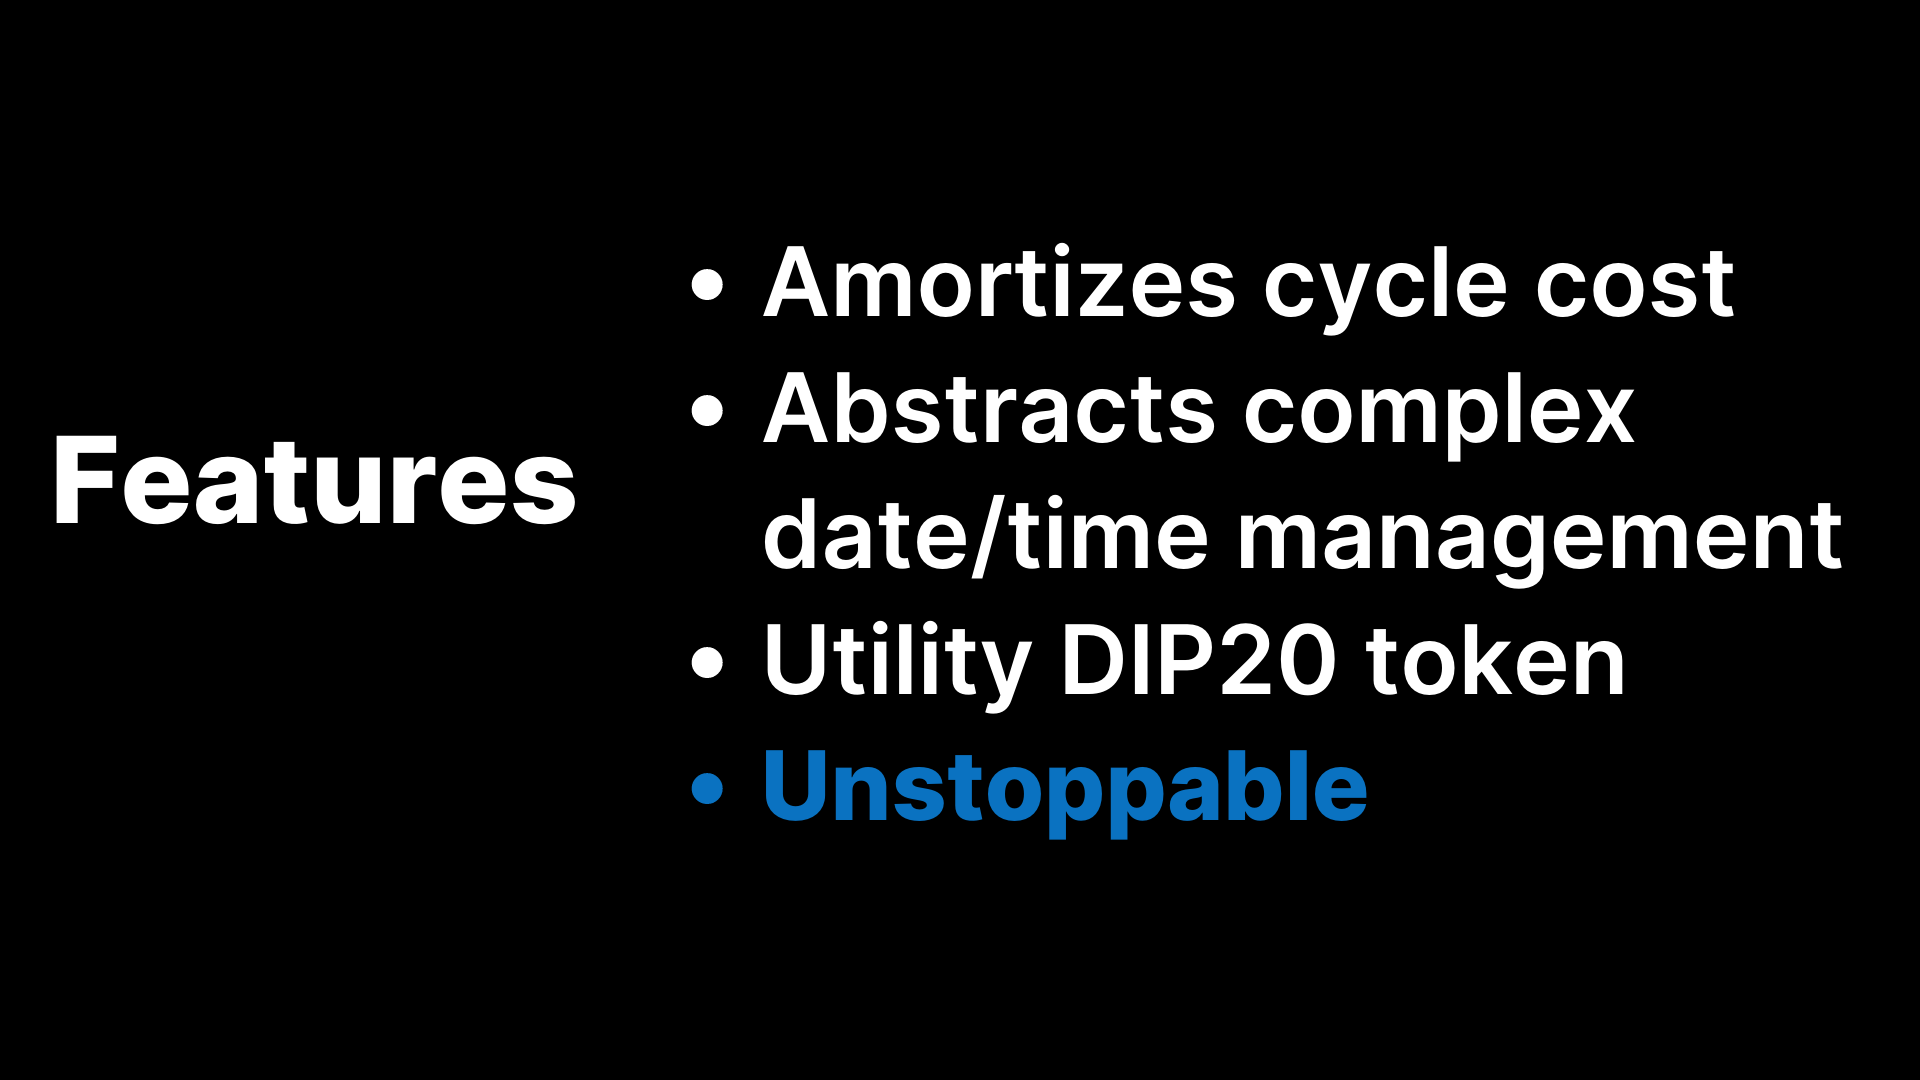 Features
• Amortizes cycle cost
• Abstracts complex
date/time management
• Utility DIP20 token
• Unstoppable